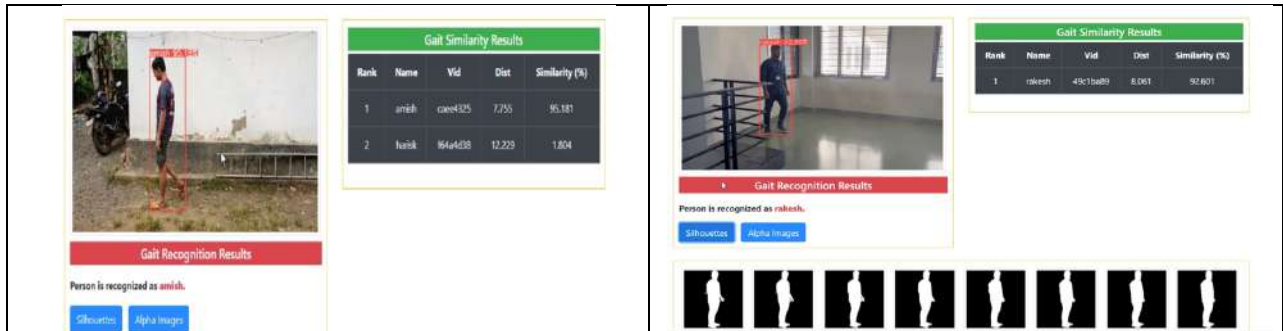 Gait Similarity Results
Rank Name Vid Dist Similarity (%)
1 amish caee4325 7.755 95.181
2 harisk f64a4d38 12.229 1.804
Gait Recognition Results
Person is recognized as amish.
Silhouettes Alpha Images
Gait Similarity Results
Rank Name Vid Dist Similarity (%)
1 rakesh 49c1ba89 8.061 92.601
Gait Recognition Results
Person is recognized as rakesh.
Silhouettes Alpha Images